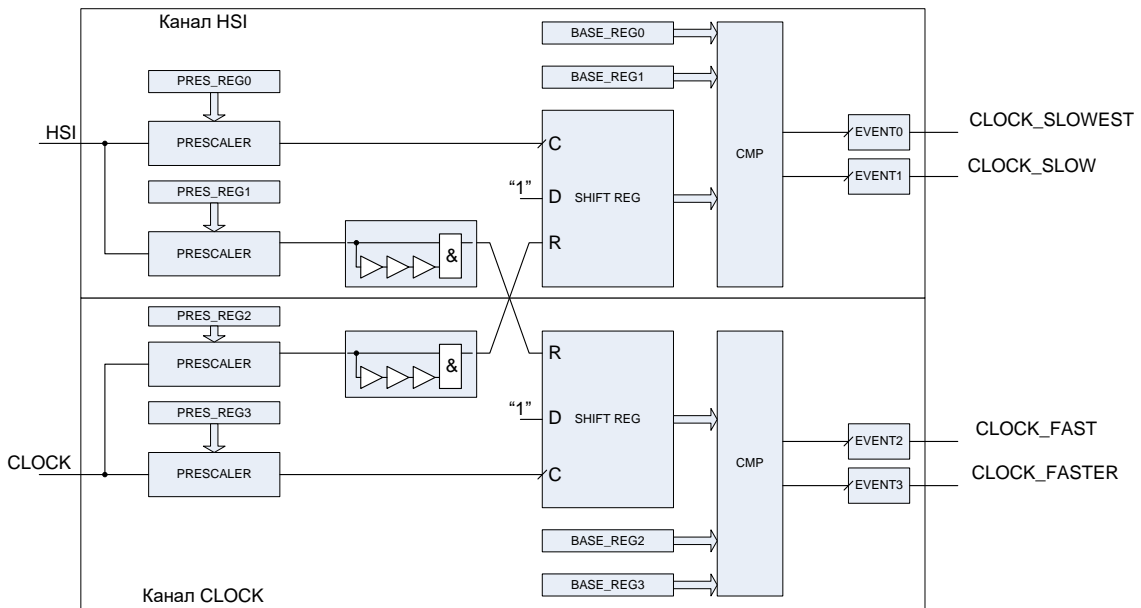 Канал HSI
BASE_REG0
BASE_REG1
PRES_REG0
HSI
PRESCALER
C
CMP
EVENT0
CLOCK_SLOWEST
EVENT1
CLOCK_SLOW
PRES_REG1
“1”
D
SHIFT REG
PRESCALER
&
R
PRES_REG2
PRESCALER
&
R
PRES_REG3
“1”
D
SHIFT REG
CLOCK
PRESCALER
C
CMP
EVENT2
CLOCK_FAST
EVENT3
CLOCK_FASTER
BASE_REG2
BASE_REG3
Канал CLOCK